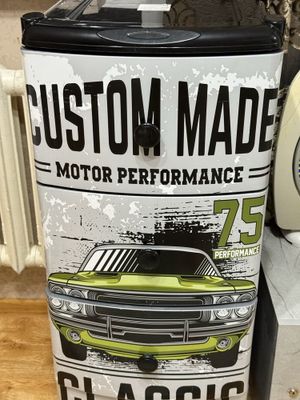 CUSTOM MADE
MOTOR PERFORMANCE
75
PERFORMANCE
CLASSIC